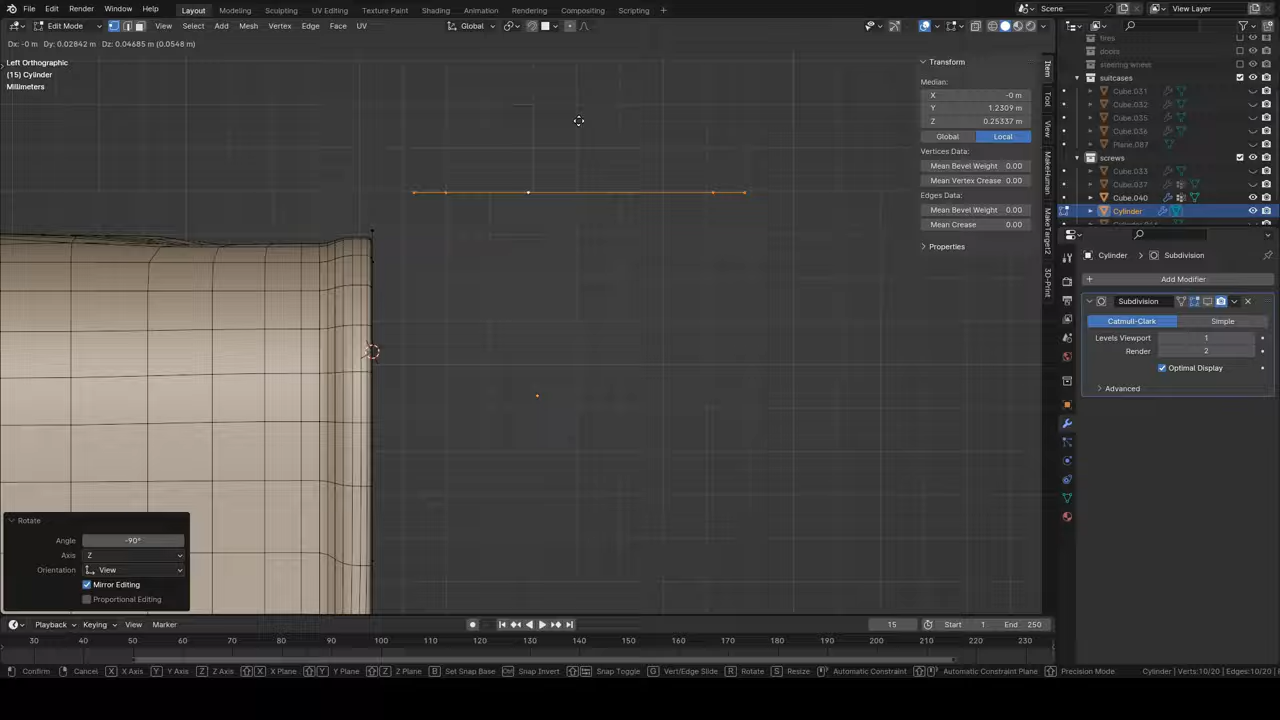 File Edit Render Window Help Layout Modeling Sculpting UV Editing Texture Paint Shading Animation Rendering Compositing Scripting + Scene View Layer
Edit Mode View Select Add Mesh Vertex Edge Face UV Global
Dx: -0 m Dy: 0.02842 m Dz: 0.04685 m (0.0548 m)
Left Orthographic
(15) Cylinder
Millimeters
Transform
Median:
X -0 m
Y 1.2309 m
Z 0.25337 m
Global Local
Vertices Data:
Mean Bevel Weight 0.00
Mean Vertex Crease 0.00
Edges Data:
Mean Bevel Weight 0.00
Mean Crease 0.00
Properties
Item
Tool
View
MakeHuman
MakeTarget2
3D-Print
tires
doors
steering wheel
suitcases
Cube.031
Cube.032
Cube.035
Cube.036
Plane.087
screws
Cube.033
Cube.037
Cube.040
Cylinder
Cylinder > Subdivision
+ Add Modifier
Subdivision
Catmull-Clark Simple
Levels Viewport 1
Render 2
Optimal Display
Advanced
Rotate
Angle -90°
Axis Z
Orientation View
Mirror Editing
Proportional Editing
Playback Keying View Marker 15 Start 1 End 250
30 40 50 60 70 80 90 100 110 120 130 140 150 160 170 180 190 200 210 220 230
Confirm Cancel X X Axis Y Y Axis Z Z Axis X X Plane Y Y Plane Z Z Plane B Set Snap Base Snap Invert Snap Toggle G Vert/Edge Slide R Rotate S Resize Automatic Constraint Automatic Constraint Plane Precision Mode Cylinder | Verts:10/20 | Edges:10/20